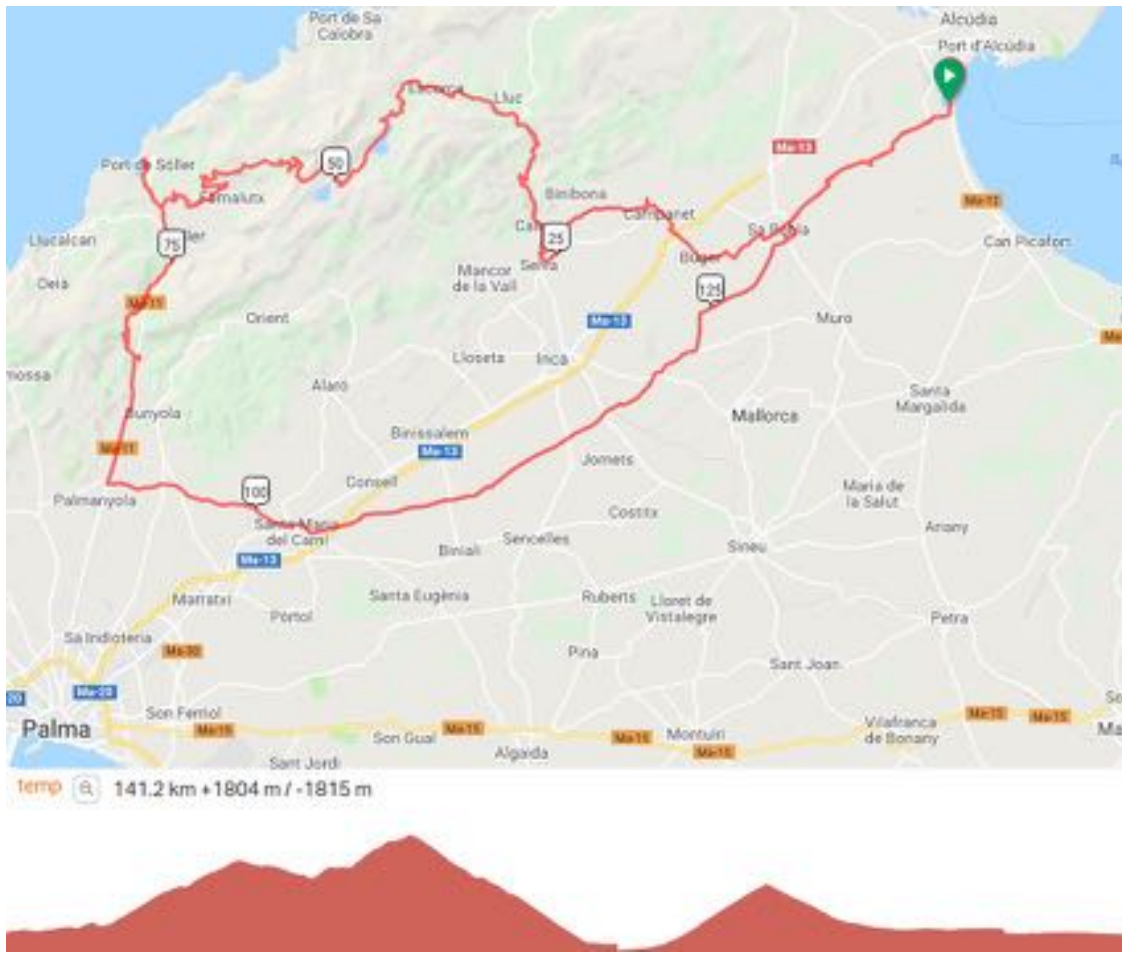 Port de Sa
Calobra
Alcúdia
Port d'Alcúdia
Lluc
50
Ma-13
Port de Sóller
Fornalutx
Binibona
Campanet
Ma-12
Llucalcari
75
25
Sa Pobla
Can Picafort
Selva
Búger
Mancor
de la Vall
Deià
125
Ma-11
Orient
Ma-13
Muro
Lloseta
Inca
Alaró
Santa
Margalida
Bunyola
Mallorca
Binissalem
Ma-11
Ma-13
Jornets
Consell
Maria de
la Salut
100
Palmanyola
Costitx
Santa Maria
del Camí
Ariany
Sencelles
Biniali
Sineu
Ma-13
Marratxí
Santa Eugènia
Ruberts
Lloret de
Vistalegre
Pòrtol
Petra
Sa Indioteria
Ma-30
Pina
Sant Joan
Ma-20
20
Son Ferriol
Ma-15
Ma-15
Palma
Ma-15
Ma-15
Vilafranca
de Bonany
Son Gual
Ma-15
Montuïri
Ma-15
Algaida
Sant Jordi
temp 141.2 km +1804 m / -1815 m